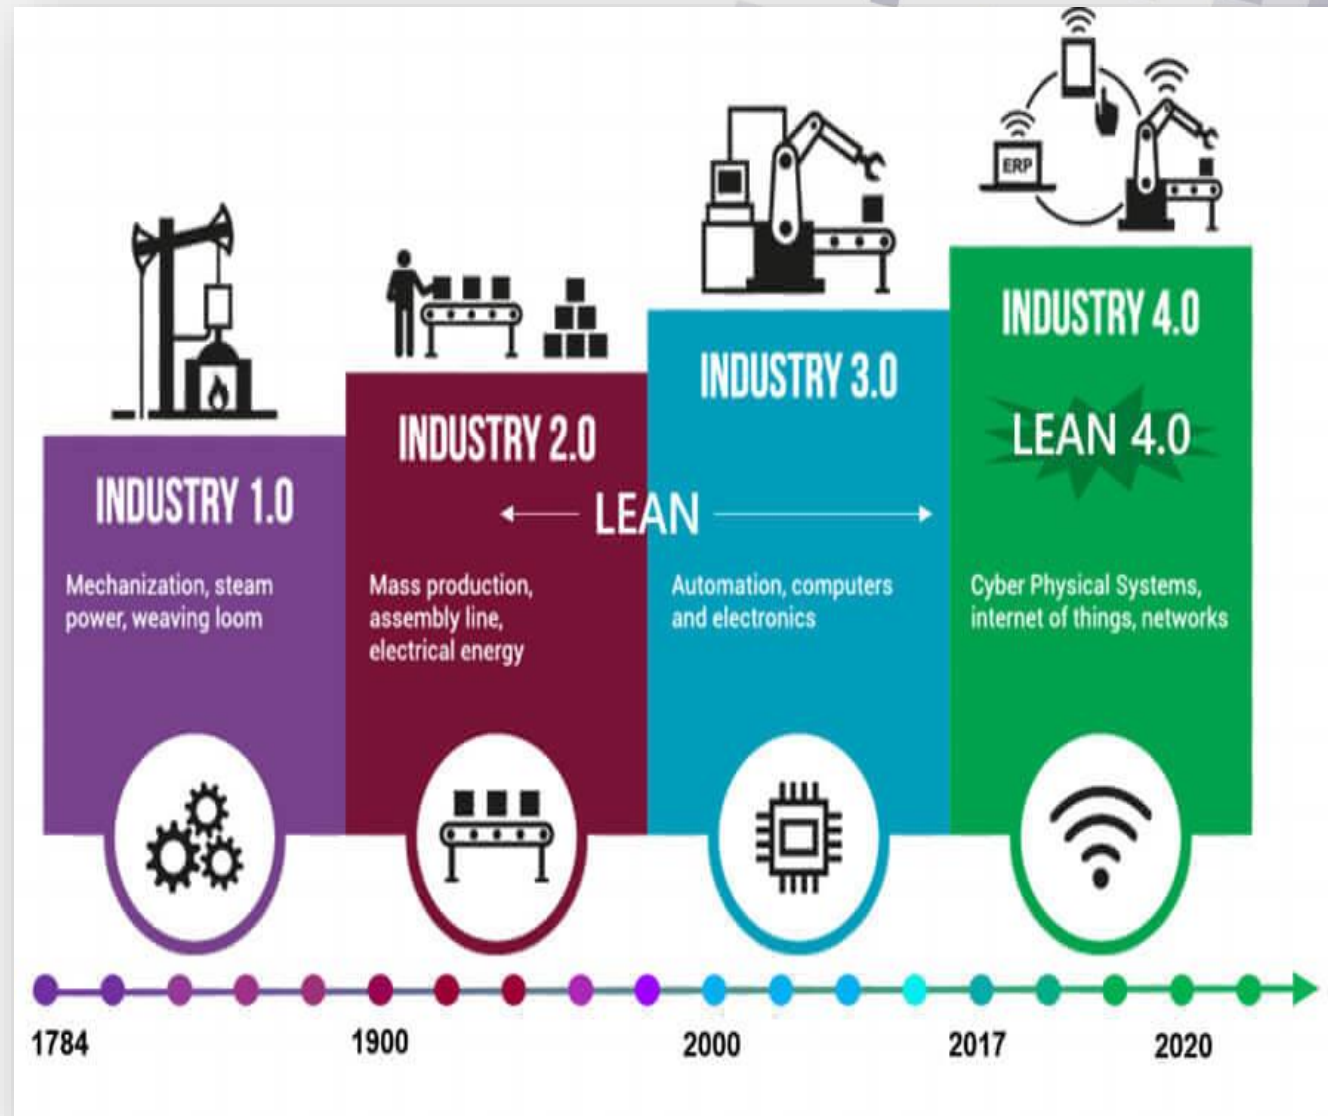 ERP
INDUSTRY 1.0
Mechanization, steam
power, weaving loom
INDUSTRY 2.0
Mass production,
assembly line,
electrical energy
LEAN
INDUSTRY 3.0
Automation, computers
and electronics
INDUSTRY 4.0
LEAN 4.0
Cyber Physical Systems,
internet of things, networks
1784
1900
2000
2017
2020